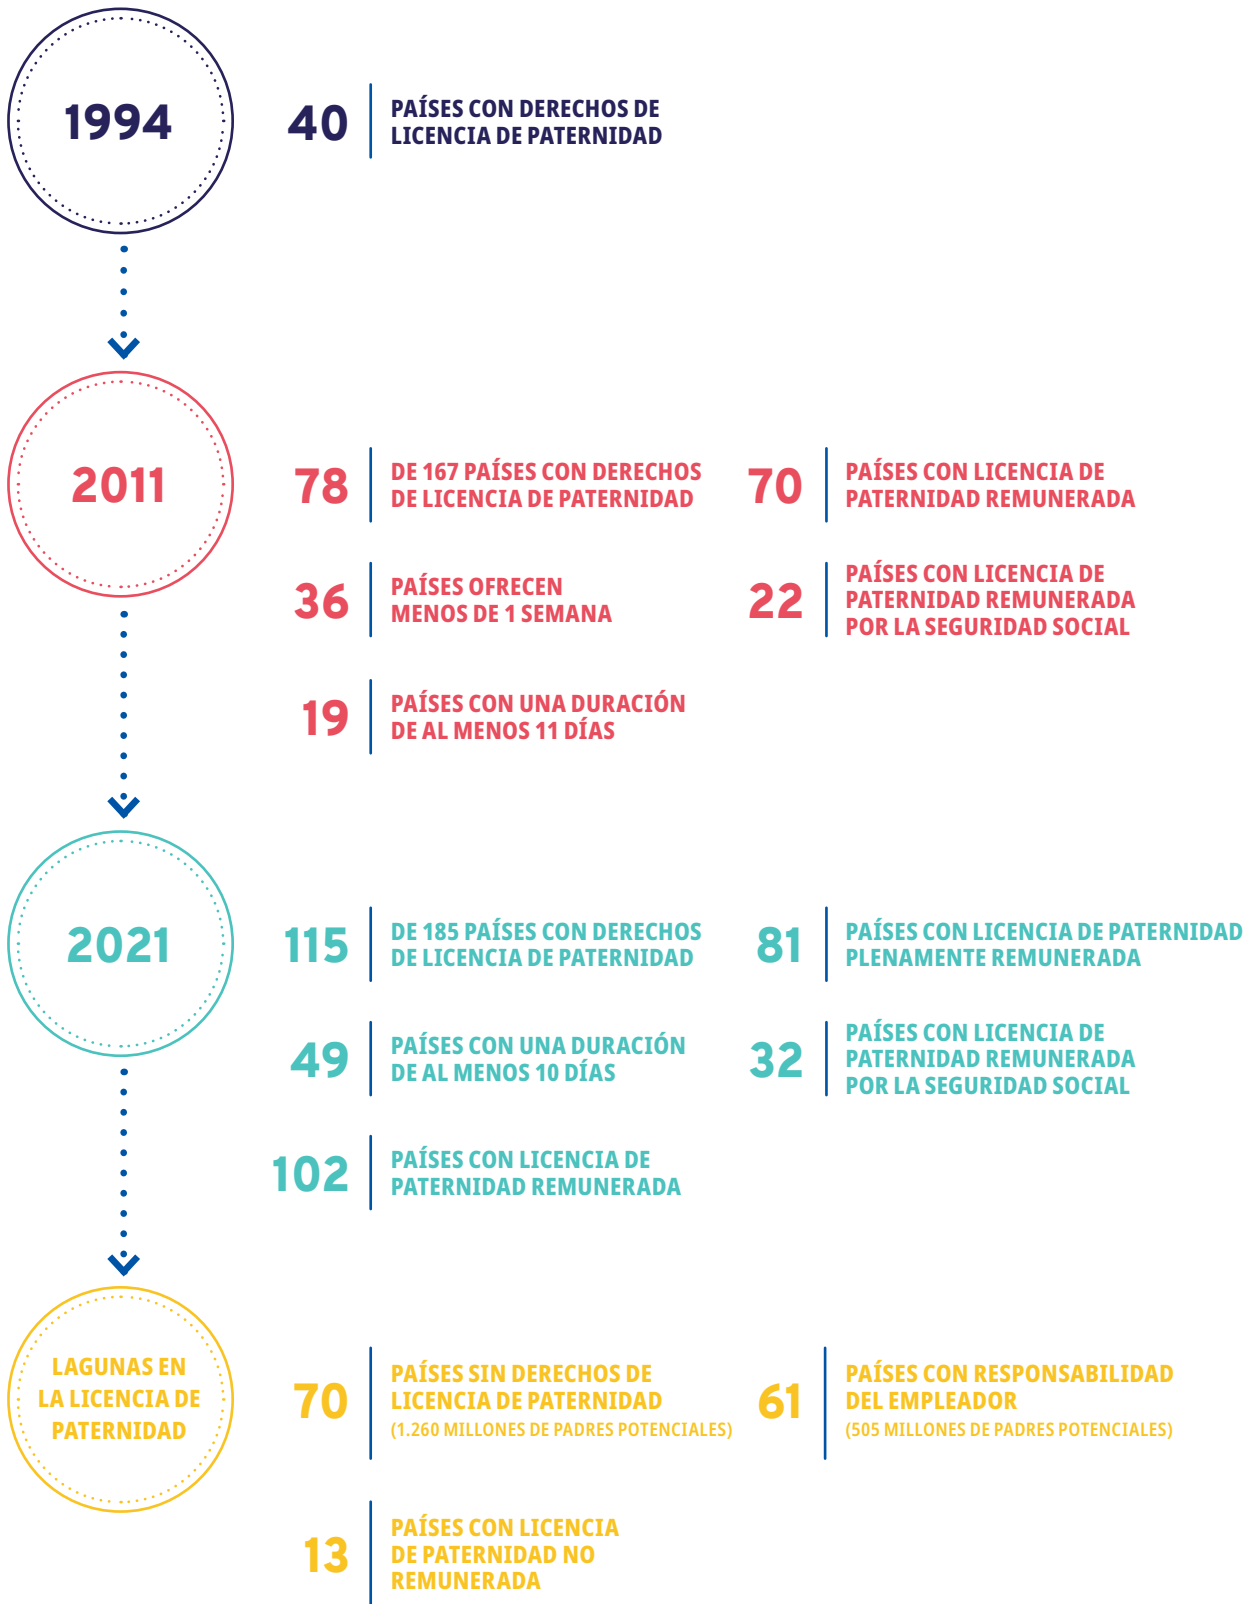 1994
40
PAÍSES CON DERECHOS DE
LICENCIA DE PATERNIDAD
2011
78
DE 167 PAÍSES CON DERECHOS
DE LICENCIA DE PATERNIDAD
70
PAÍSES CON LICENCIA DE
PATERNIDAD REMUNERADA
36
PAÍSES OFRECEN
MENOS DE 1 SEMANA
22
PAÍSES CON LICENCIA DE
PATERNIDAD REMUNERADA
POR LA SEGURIDAD SOCIAL
19
PAÍSES CON UNA DURACIÓN
DE AL MENOS 11 DÍAS
2021
115
DE 185 PAÍSES CON DERECHOS
DE LICENCIA DE PATERNIDAD
81
PAÍSES CON LICENCIA DE PATERNIDAD
PLENAMENTE REMUNERADA
49
PAÍSES CON UNA DURACIÓN
DE AL MENOS 10 DÍAS
32
PAÍSES CON LICENCIA DE
PATERNIDAD REMUNERADA
POR LA SEGURIDAD SOCIAL
102
PAÍSES CON LICENCIA DE
PATERNIDAD REMUNERADA
LAGUNAS EN
LA LICENCIA DE
PATERNIDAD
70
PAÍSES SIN DERECHOS DE
LICENCIA DE PATERNIDAD
(1.260 MILLONES DE PADRES POTENCIALES)
61
PAÍSES CON RESPONSABILIDAD
DEL EMPLEADOR
(505 MILLONES DE PADRES POTENCIALES)
13
PAÍSES CON LICENCIA
DE PATERNIDAD NO
REMUNERADA